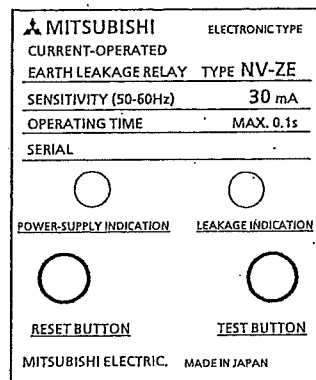 MITSUBISHI ELECTRONIC TYPE
CURRENT-OPERATED
EARTH LEAKAGE RELAY TYPE NV-ZE
SENSITIVITY (50-60Hz) 30 mA
OPERATING TIME MAX. 0.1s
SERIAL
POWER-SUPPLY INDICATION LEAKAGE INDICATION
RESET BUTTON TEST BUTTON
MITSUBISHI ELECTRIC. MADE IN JAPAN